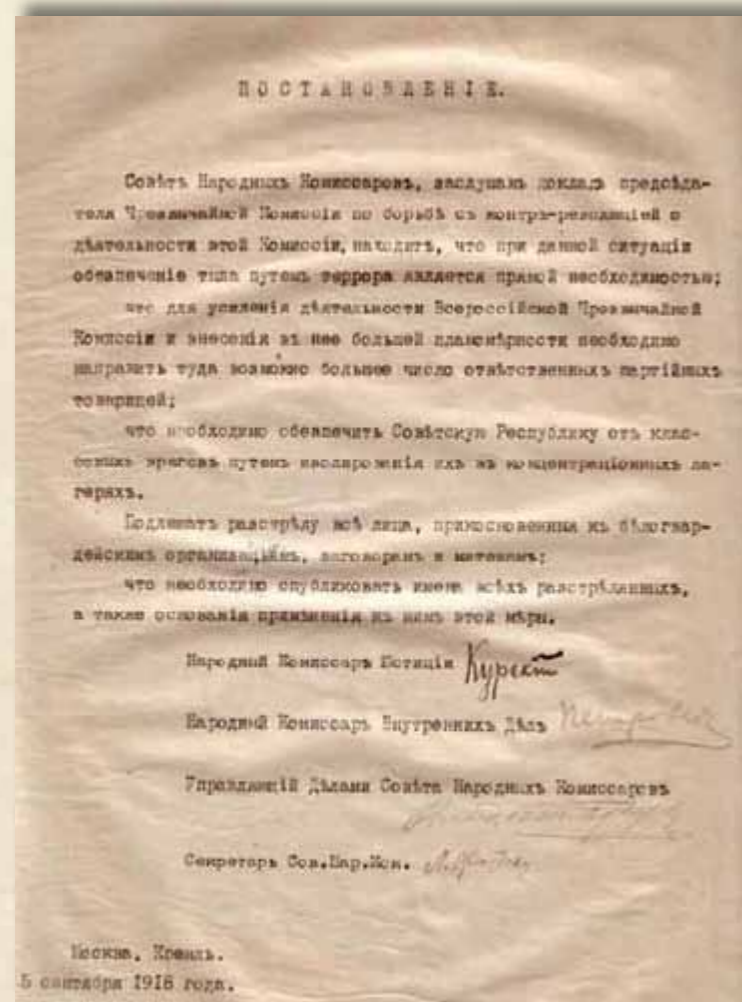 ПОСТАНОВЛЕНІЕ.
Совѣтъ Народныхъ Комиссаровъ, заслушавъ докладъ предсѣда-
теля Чрезвычайной Комиссіи по борьбѣ съ контръ-революціей о
дѣятельности этой Комиссіи, находитъ, что при данной ситуаціи
обезпеченіе тыла путемъ террора является прямой необходимостью;
что для усиленія дѣятельности Всероссійской Чрезвычайной
Комиссіи и внесенія въ нее большей планомѣрности необходимо
направить туда возможно большее число отвѣтственныхъ партійныхъ
товарищей;
что необходимо обезпечить Совѣтскую Республику отъ клас-
совыхъ враговъ путемъ изолированія ихъ въ концентраціонныхъ ла-
геряхъ.
Подлежатъ разстрѣлу всѣ лица, прикосновенныя къ бѣлогвар-
дейскимъ организаціямъ, заговорамъ и мятежамъ;
что необходимо опубликовать имена всѣхъ разстрѣлянныхъ,
а также основанія примѣненія къ нимъ этой мѣры.
Народный Комиссаръ Юстиціи Курскій
Народный Комиссаръ Внутреннихъ Дѣлъ
Управляющій Дѣлами Совѣта Народныхъ Комиссаровъ
Секретарь Сов.Нар.Ком.
Москва, Кремль.
5 сентября 1918 года.